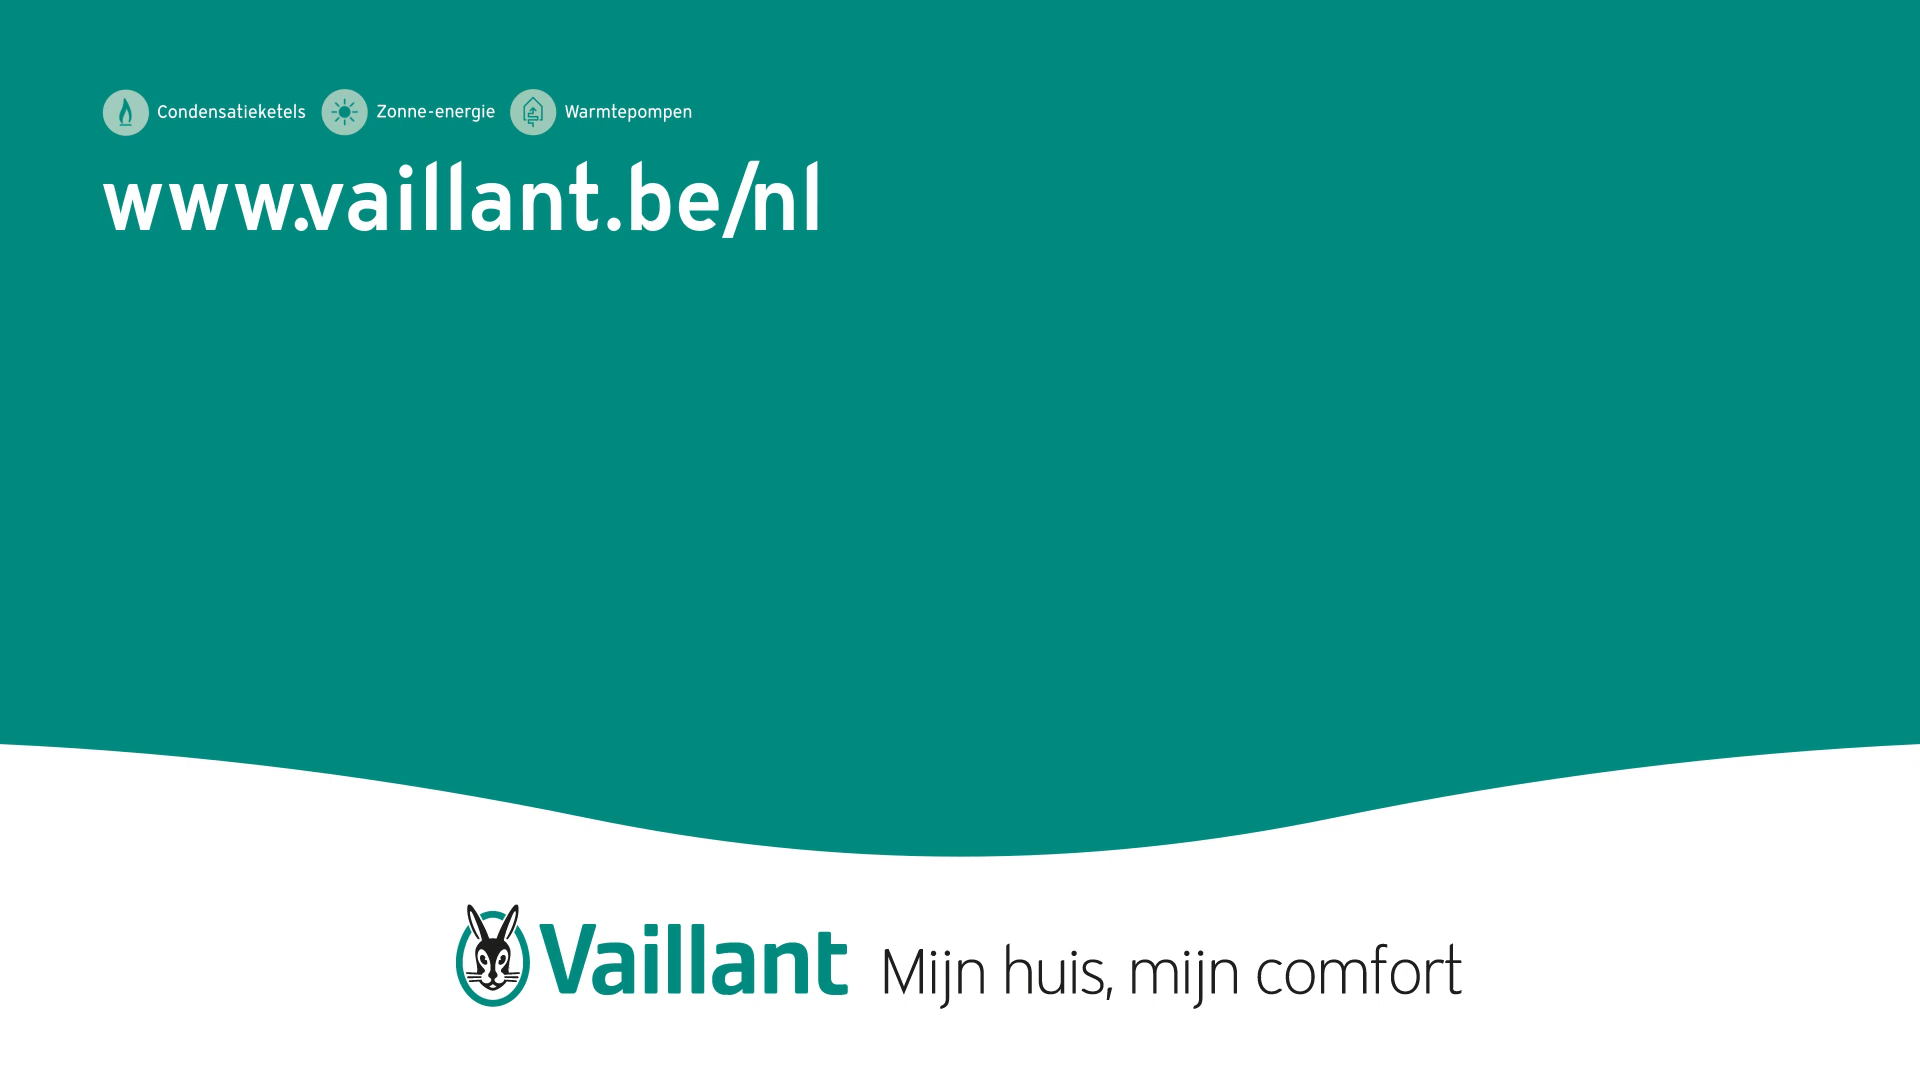 Condensatieketels Zonne-energie Warmtepompen
www.vaillant.be/nl
Vaillant Mijn huis, mijn comfort